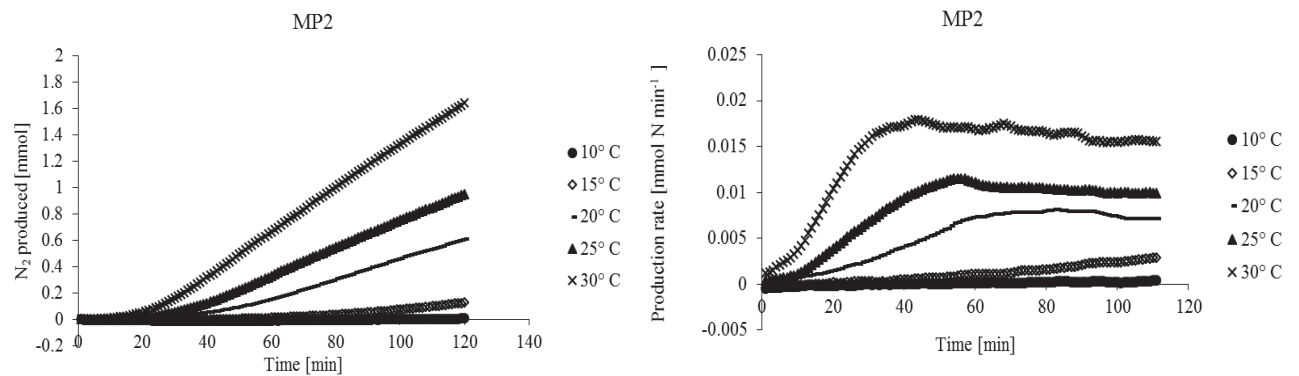 MP2
N₂ produced [mmol]
2
1.8
1.6
1.4
1.2
1
0.8
0.6
0.4
0.2
0
-0.2
0 20 40 60 80 100 120 140
Time [min]
10° C
15° C
20° C
25° C
30° C
MP2
Production rate [mmol N min⁻¹ ]
0.025
0.02
0.015
0.01
0.005
0
-0.005
0 20 40 60 80 100 120
Time [min]
10° C
15° C
20° C
25° C
30° C